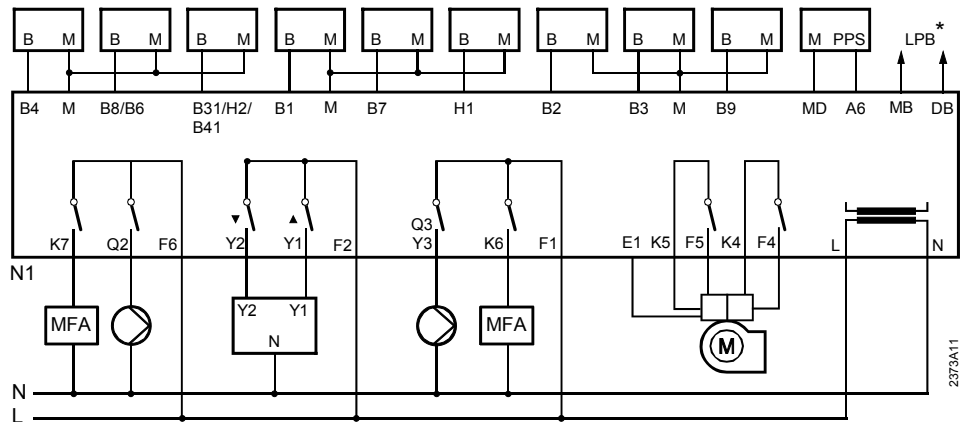 B M B M B M B M B M B M B M B M B M M PPS LPB*
B4 M B8/B6 B31/H2/ B1 M B7 H1 B2 B3 M B9 MD A6 MB DB
B41
Q3
K7 Q2 F6 Y2 Y1 F2 Y3 K6 F1 E1 K5 F5 K4 F4 L N
N1
MFA Y2 Y1 MFA
N M
N
L
2373A11